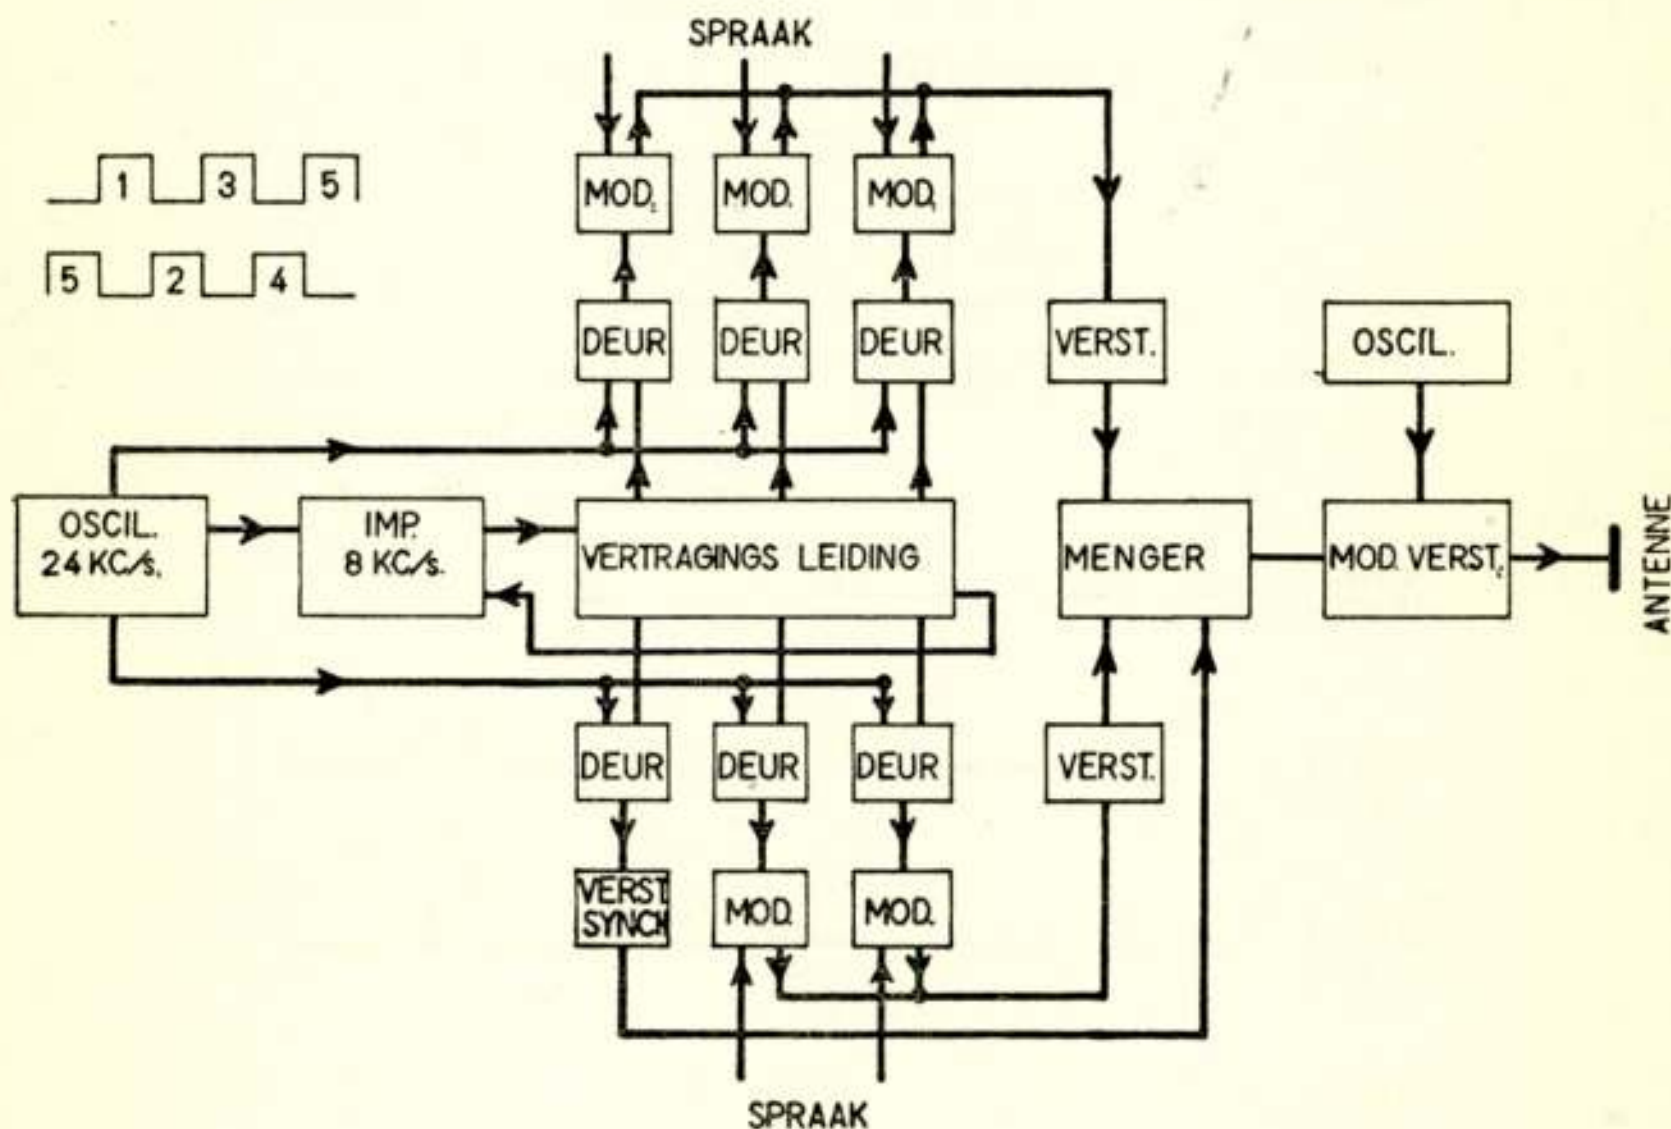 SPRAAK
1 3 5
5 2 4
MOD. MOD. MOD.
DEUR DEUR DEUR VERST. OSCIL.
OSCIL.
24 KC/s.
IMP.
8 KC/s.
VERTRAGINGS LEIDING
MENGER
MOD. VERST.
ANTENNE
DEUR DEUR DEUR VERST.
VERST.
SYNCH
MOD. MOD.
SPRAAK